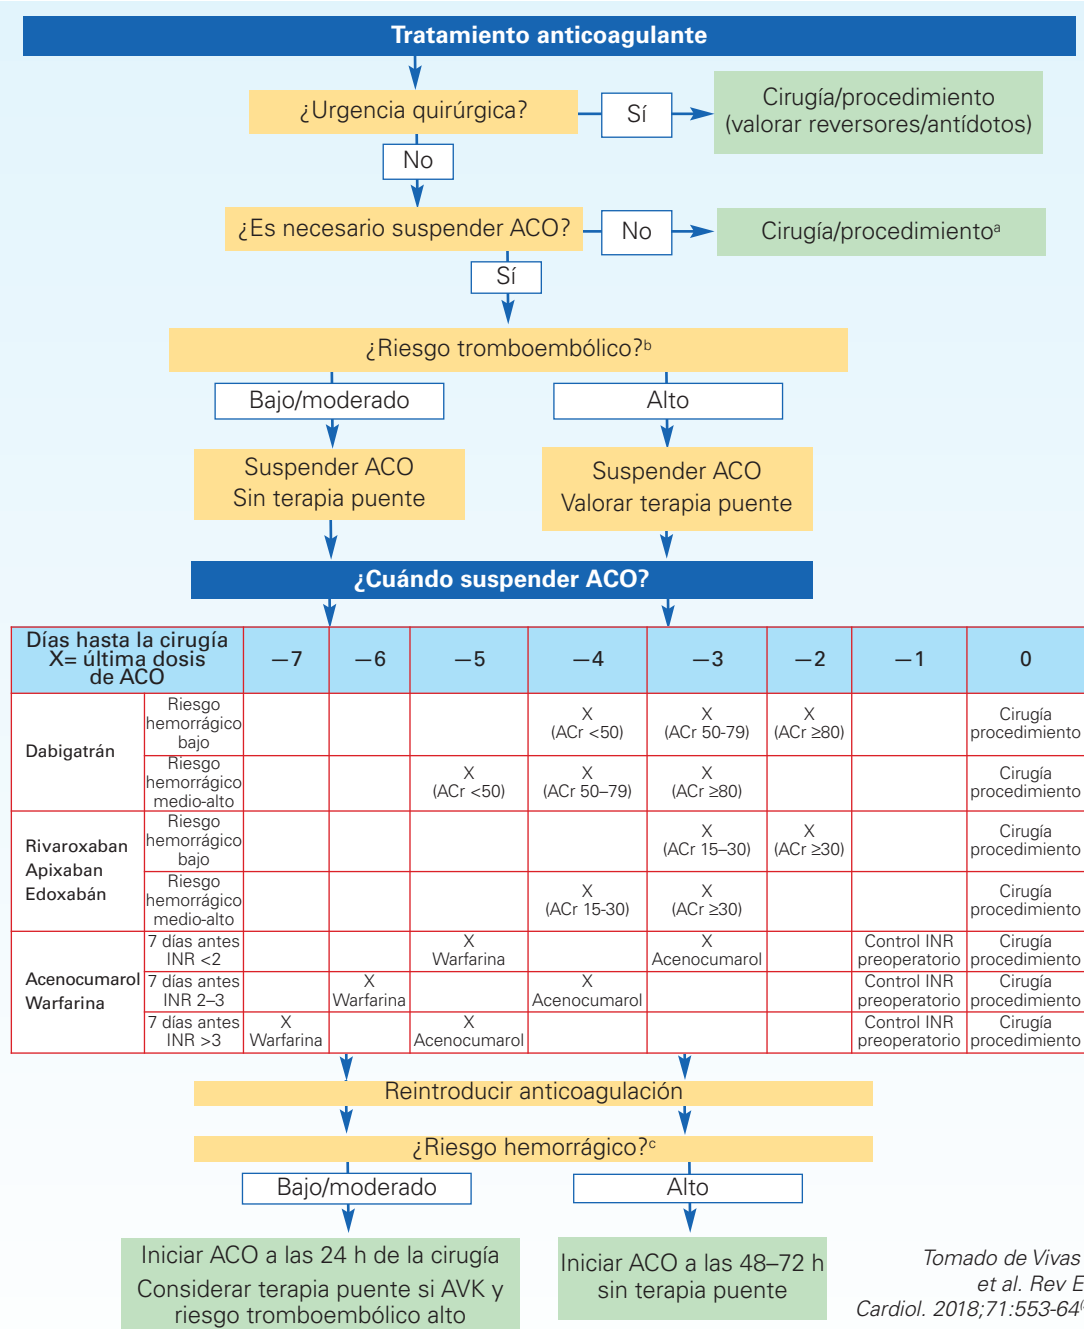 Tratamiento anticoagulante
¿Urgencia quirúrgica?
Sí
Cirugía/procedimiento
(valorar reversores/antídotos)
No
¿Es necesario suspender ACO?
No
Cirugía/procedimientoᵃ
Sí
¿Riesgo tromboembólico?ᵇ
Bajo/moderado
Alto
Suspender ACO
Sin terapia puente
Suspender ACO
Valorar terapia puente
¿Cuándo suspender ACO?
Días hasta la cirugía
X= última dosis
de ACO
—7
—6
—5
—4
—3
—2
—1
0
Dabigatrán
Riesgo
hemorrágico
bajo
X
(ACr <50)
X
(ACr 50-79)
X
(ACr ≥80)
Cirugía
procedimiento
Riesgo
hemorrágico
medio-alto
X
(ACr <50)
X
(ACr 50–79)
X
(ACr ≥80)
Cirugía
procedimiento
Rivaroxaban
Apixaban
Edoxabán
Riesgo
hemorrágico
bajo
X
(ACr 15–30)
X
(ACr ≥30)
Cirugía
procedimiento
Riesgo
hemorrágico
medio-alto
X
(ACr 15-30)
X
(ACr ≥30)
Cirugía
procedimiento
Acenocumarol
Warfarina
7 días antes
INR <2
X
Warfarina
X
Acenocumarol
Control INR
preoperatorio
Cirugía
procedimiento
7 días antes
INR 2–3
X
Warfarina
X
Acenocumarol
Control INR
preoperatorio
Cirugía
procedimiento
7 días antes
INR >3
X
Warfarina
X
Acenocumarol
Control INR
preoperatorio
Cirugía
procedimiento
Reintroducir anticoagulación
¿Riesgo hemorrágico?ᶜ
Bajo/moderado
Alto
Iniciar ACO a las 24 h de la cirugía
Considerar terapia puente si AVK y
riesgo tromboembólico alto
Iniciar ACO a las 48–72 h
sin terapia puente
Tomado de Vivas
et al. Rev E
Cardiol. 2018;71:553-64